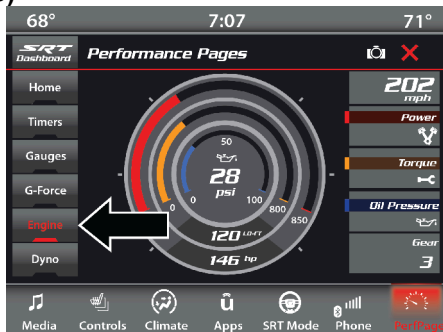 68°
7:07
71°
SRT
Dashboard
Performance Pages
Home
Timers
Gauges
G-Force
Engine
Dyno
50
28
psi
0
0
100
800
850
120 LB-FT
146 hp
202
mph
Power
Torque
Oil Pressure
Gear
3
Media
Controls
Climate
ū
Apps
SRT Mode
Phone
PerfPage